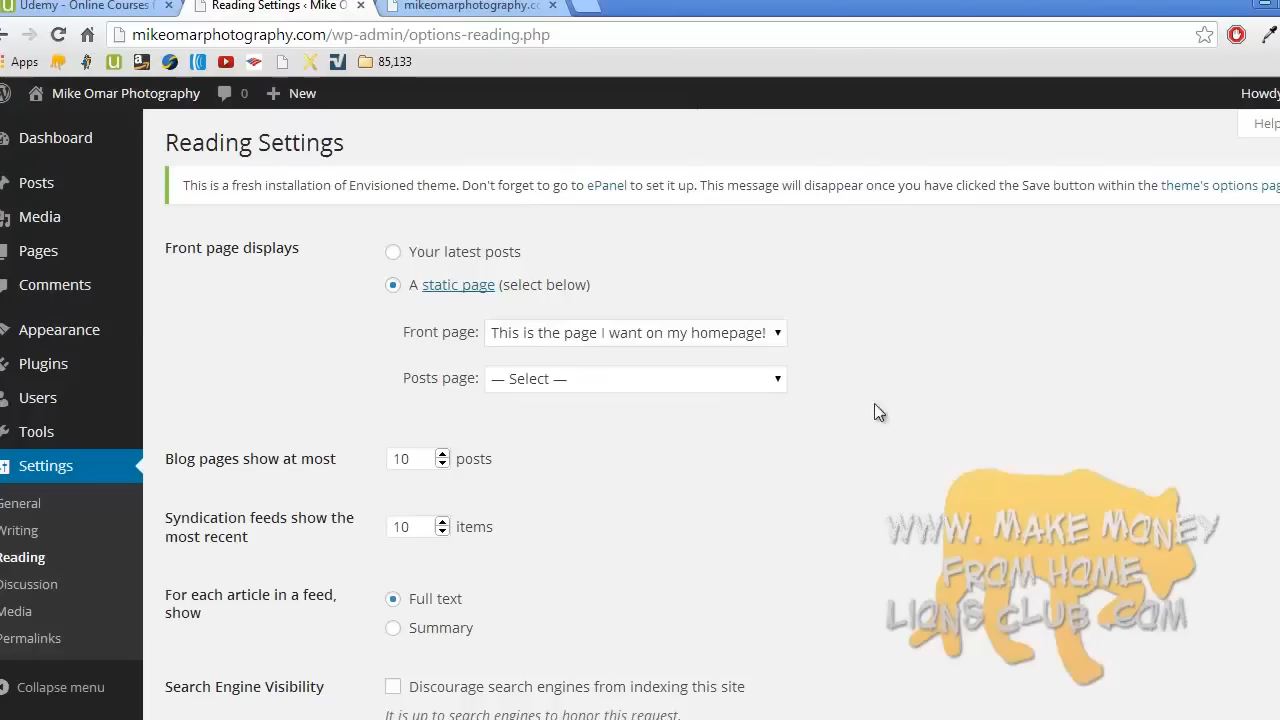 Udemy - Online Courses
Reading Settings ‹ Mike O
mikeomarphotography.co
mikeomarphotography.com/wp-admin/options-reading.php
Apps
85,133
Mike Omar Photography 0 New
Howdy
Help
Dashboard
Posts
Media
Pages
Comments
Appearance
Plugins
Users
Tools
Settings
General
Writing
Reading
Discussion
Media
Permalinks
Collapse menu
Reading Settings
This is a fresh installation of Envisioned theme. Don't forget to go to ePanel to set it up. This message will disappear once you have clicked the Save button within the theme's options pag
Front page displays
Your latest posts
A static page (select below)
Front page: This is the page I want on my homepage!
Posts page: — Select —
Blog pages show at most 10 posts
Syndication feeds show the
most recent
10 items
For each article in a feed,
show
Full text
Summary
Search Engine Visibility
Discourage search engines from indexing this site
It is up to search engines to honor this request.
WWW. MAKE MONEY
FROM HOME
LIONS CLUB .COM